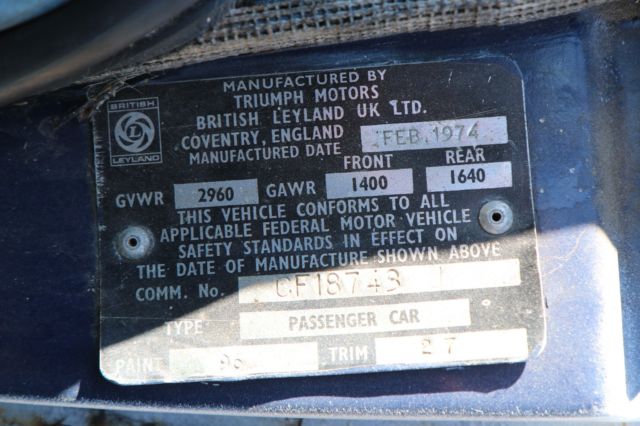 BRITISH
LEYLAND
MANUFACTURED BY
TRIUMPH MOTORS
BRITISH LEYLAND UK LTD.
COVENTRY, ENGLAND
MANUFACTURED DATE FEB. 1974
FRONT REAR
GVWR 2960 GAWR 1400 1640
THIS VEHICLE CONFORMS TO ALL
APPLICABLE FEDERAL MOTOR VEHICLE
SAFETY STANDARDS IN EFFECT ON
THE DATE OF MANUFACTURE SHOWN ABOVE
COMM. No. CF18743
TYPE PASSENGER CAR
PAINT 96 TRIM 27